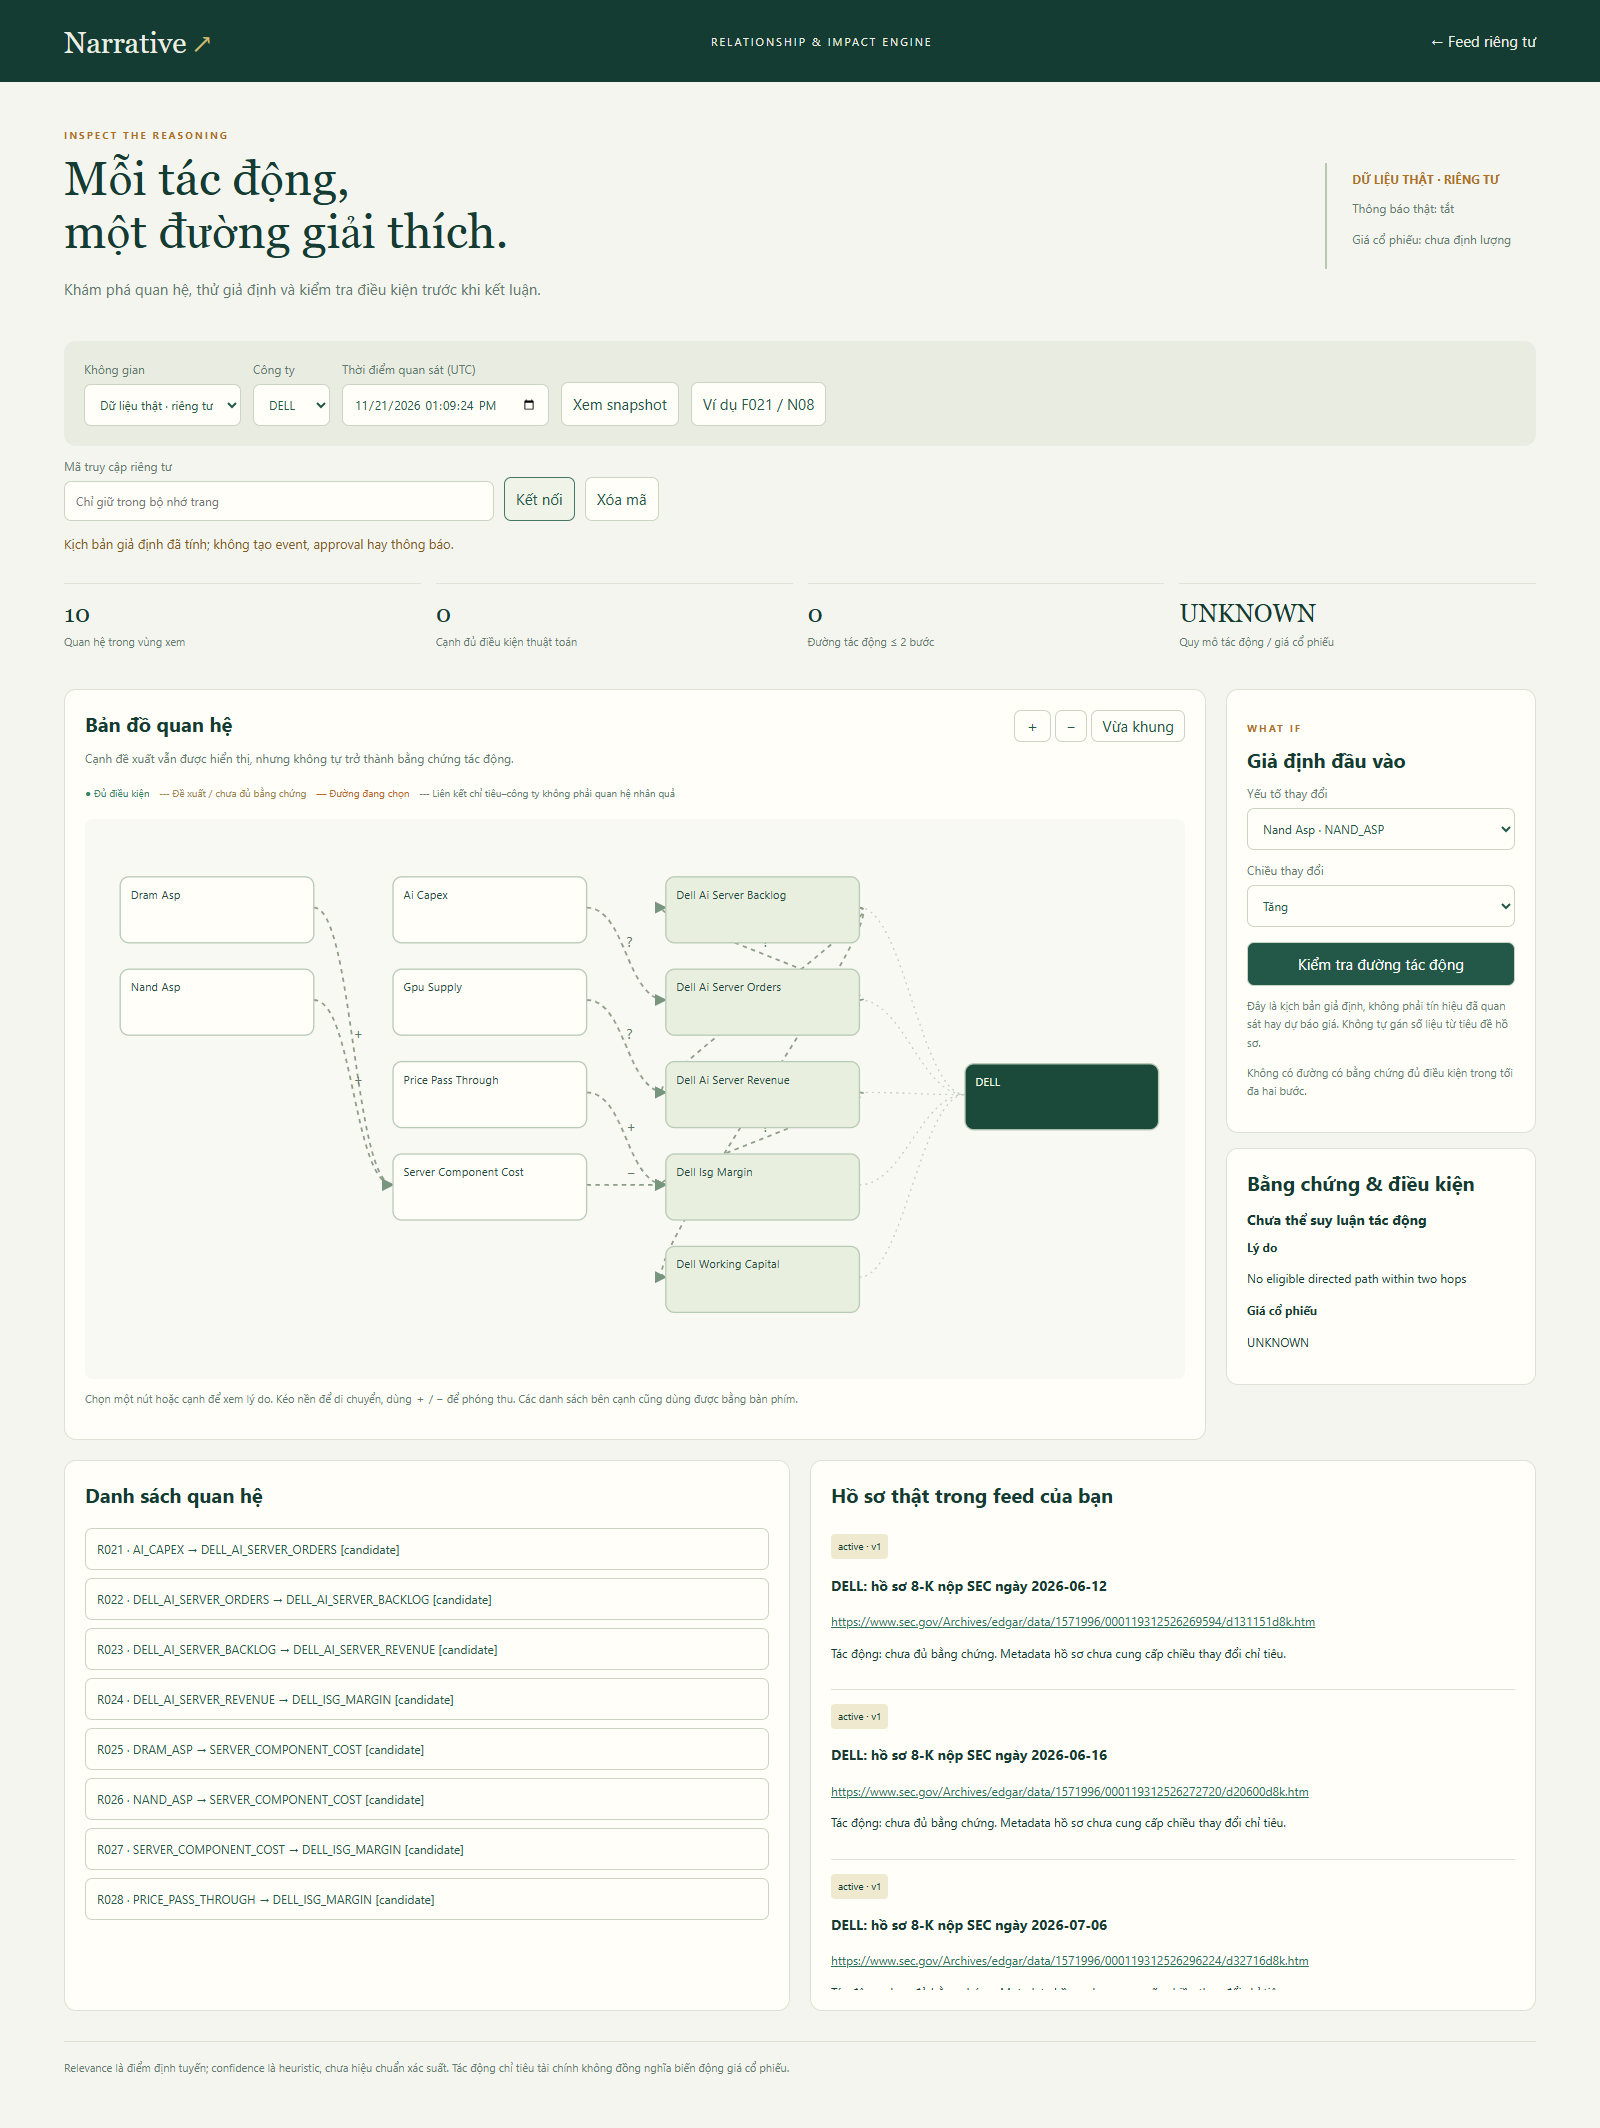 Narrative ↗
RELATIONSHIP & IMPACT ENGINE
← Feed riêng tư
INSPECT THE REASONING
Mỗi tác động,
một đường giải thích.
Khám phá quan hệ, thử giả định và kiểm tra điều kiện trước khi kết luận.
DỮ LIỆU THẬT · RIÊNG TƯ
Thông báo thật: tắt
Giá cổ phiếu: chưa định lượng
Không gian
Công ty
Thời điểm quan sát (UTC)
Dữ liệu thật · riêng tư
DELL
11/21/2026 01:09:24 PM
Xem snapshot
Ví dụ F021 / N08
Mã truy cập riêng tư
Chỉ giữ trong bộ nhớ trang
Kết nối
Xóa mã
Kịch bản giả định đã tính; không tạo event, approval hay thông báo.
10
Quan hệ trong vùng xem
0
Cạnh đủ điều kiện thuật toán
0
Đường tác động ≤ 2 bước
UNKNOWN
Quy mô tác động / giá cổ phiếu
Bản đồ quan hệ
+
−
Vừa khung
Cạnh đề xuất vẫn được hiển thị, nhưng không tự trở thành bằng chứng tác động.
● Đủ điều kiện
--- Đề xuất / chưa đủ bằng chứng
— Đường đang chọn
--- Liên kết chỉ tiêu–công ty không phải quan hệ nhân quả
Dram Asp
Ai Capex
Dell Ai Server Backlog
?
Nand Asp
Gpu Supply
Dell Ai Server Orders
+
?
Price Pass Through
Dell Ai Server Revenue
DELL
+
+
Server Component Cost
−
Dell Isg Margin
Dell Working Capital
Chọn một nút hoặc cạnh để xem lý do. Kéo nền để di chuyển, dùng + / − để phóng thu. Các danh sách bên cạnh cũng dùng được bằng bàn phím.
WHAT IF
Giả định đầu vào
Yếu tố thay đổi
Nand Asp · NAND_ASP
Chiều thay đổi
Tăng
Kiểm tra đường tác động
Đây là kịch bản giả định, không phải tín hiệu đã quan
sát hay dự báo giá. Không tự gán số liệu từ tiêu đề hồ
sơ.
Không có đường có bằng chứng đủ điều kiện trong tối
đa hai bước.
Bằng chứng & điều kiện
Chưa thể suy luận tác động
Lý do
No eligible directed path within two hops
Giá cổ phiếu
UNKNOWN
Danh sách quan hệ
R021 · AI_CAPEX → DELL_AI_SERVER_ORDERS [candidate]
R022 · DELL_AI_SERVER_ORDERS → DELL_AI_SERVER_BACKLOG [candidate]
R023 · DELL_AI_SERVER_BACKLOG → DELL_AI_SERVER_REVENUE [candidate]
R024 · DELL_AI_SERVER_REVENUE → DELL_ISG_MARGIN [candidate]
R025 · DRAM_ASP → SERVER_COMPONENT_COST [candidate]
R026 · NAND_ASP → SERVER_COMPONENT_COST [candidate]
R027 · SERVER_COMPONENT_COST → DELL_ISG_MARGIN [candidate]
R028 · PRICE_PASS_THROUGH → DELL_ISG_MARGIN [candidate]
Hồ sơ thật trong feed của bạn
active · v1
DELL: hồ sơ 8-K nộp SEC ngày 2026-06-12
https://www.sec.gov/Archives/edgar/data/1571996/000119312526269594/d131151d8k.htm
Tác động: chưa đủ bằng chứng. Metadata hồ sơ chưa cung cấp chiều thay đổi chỉ tiêu.
active · v1
DELL: hồ sơ 8-K nộp SEC ngày 2026-06-16
https://www.sec.gov/Archives/edgar/data/1571996/000119312526272720/d20600d8k.htm
Tác động: chưa đủ bằng chứng. Metadata hồ sơ chưa cung cấp chiều thay đổi chỉ tiêu.
active · v1
DELL: hồ sơ 8-K nộp SEC ngày 2026-07-06
https://www.sec.gov/Archives/edgar/data/1571996/000119312526296224/d32716d8k.htm
Relevance là điểm định tuyến; confidence là heuristic, chưa hiệu chuẩn xác suất. Tác động chỉ tiêu tài chính không đồng nghĩa biến động giá cổ phiếu.